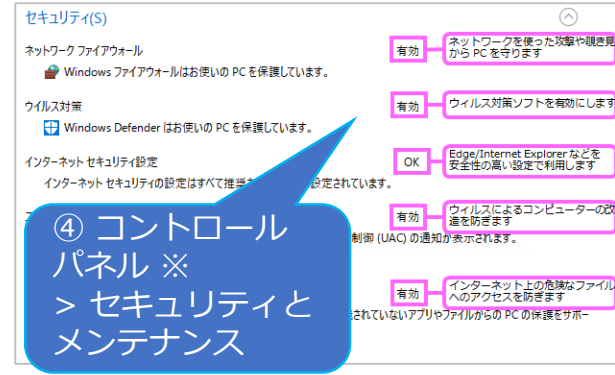 セキュリティ(S)
ネットワーク ファイアウォール
有効
ネットワークを使った攻撃や覗き見
から PC を守ります
Windows ファイアウォールはお使いの PC を保護しています。
ウイルス対策
有効
ウイルス対策ソフトを有効にします
Windows Defender はお使いの PC を保護しています。
インターネット セキュリティ設定
OK
Edge/Internet Explorer などを
安全性の高い設定で利用します
インターネット セキュリティの設定はすべて推奨 設定されています。
有効
ウイルスによるコンピューターの改
造を防ぎます
制御 (UAC) の通知が表示されます。
有効
インターネット上の危険なファイル
へのアクセスを防ぎます
されていないアプリやファイルからの PC の保護をサポー
④ コントロール
パネル ※
> セキュリティと
メンテナンス